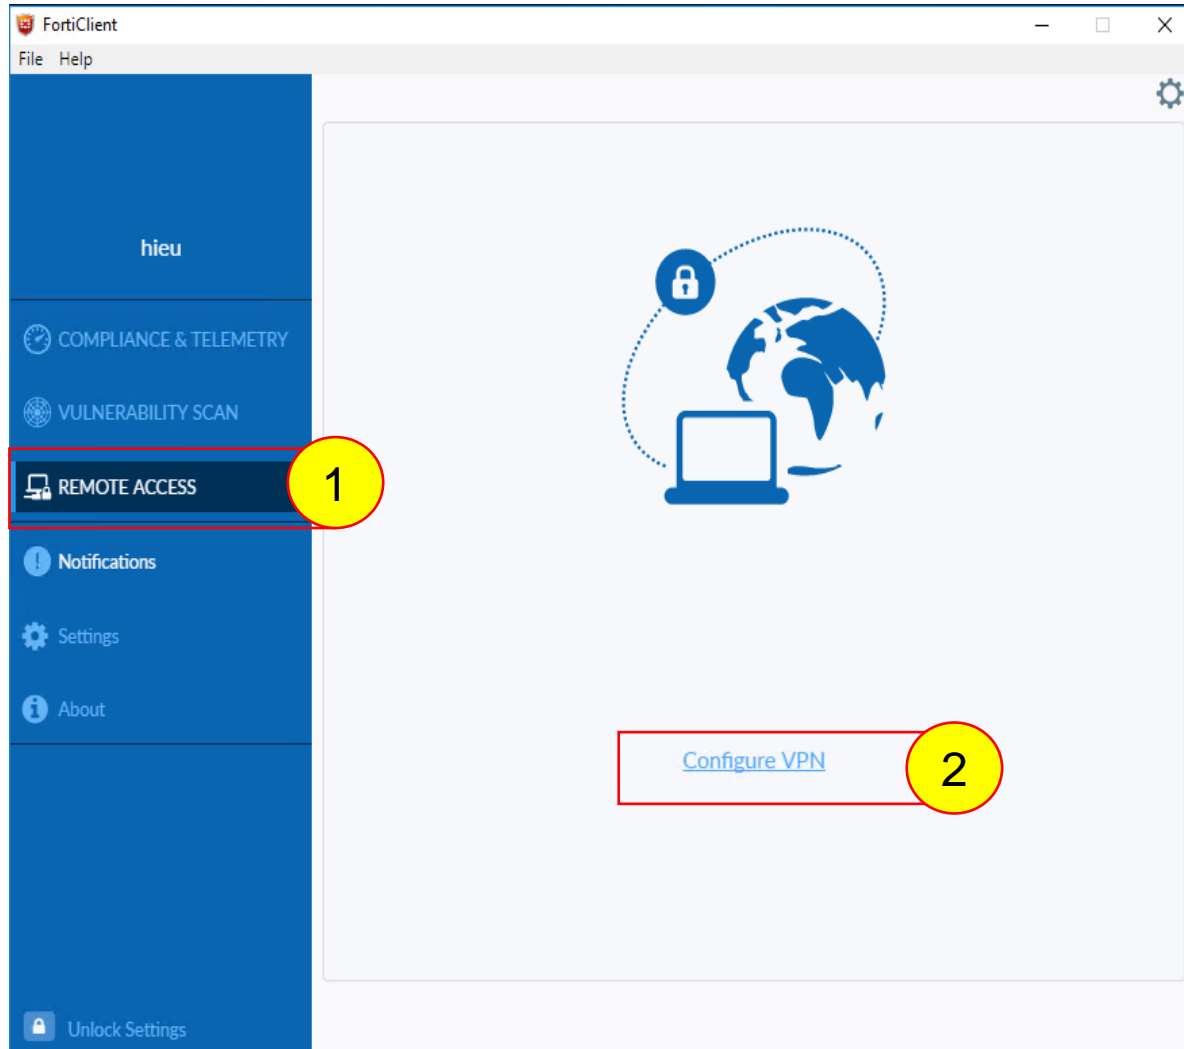 FortiClient
File Help
hieu
COMPLIANCE & TELEMETRY
VULNERABILITY SCAN
REMOTE ACCESS
1
Notifications
Settings
About
Configure VPN
2
Unlock Settings